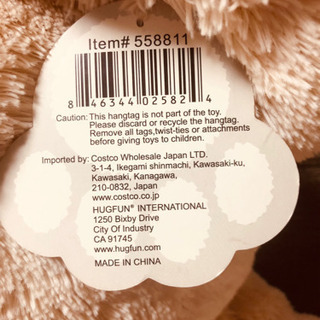 Item# 558811
8 46344 02582 4
Caution: This hangtag is not part of the toy.
Please discard or recycle the hangtag.
Remove all tags,twist-ties or attachments
before giving toys to children.
Imported by: Costco Wholesale Japan LTD.
3-1-4, Ikegami shinmachi, Kawasaki-ku,
Kawasaki, Kanagawa,
210-0832, Japan
www.costco.co.jp
HUGFUN® INTERNATIONAL
1250 Bixby Drive
City Of Industry
CA 91745
www.hugfun.com
MADE IN CHINA